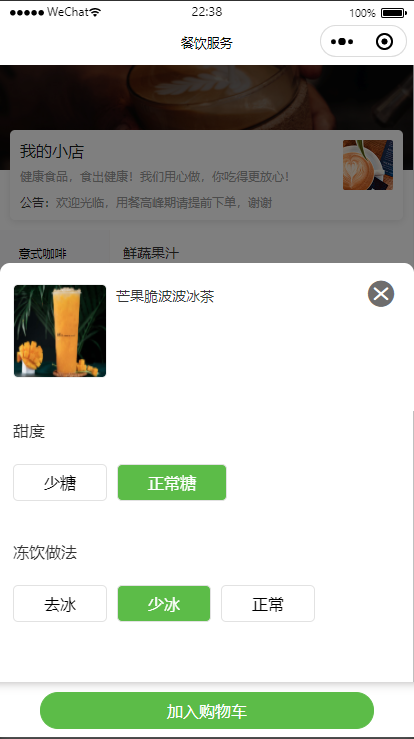 WeChat 22:38 100%
餐饮服务
我的小店
健康食品，食出健康！我们用心做，你吃得更放心！
公告：欢迎光临，用餐高峰期请提前下单，谢谢
意式咖啡 鲜蔬果汁
芒果脆波波冰茶
甜度
少糖 正常糖
冻饮做法
去冰 少冰 正常
加入购物车